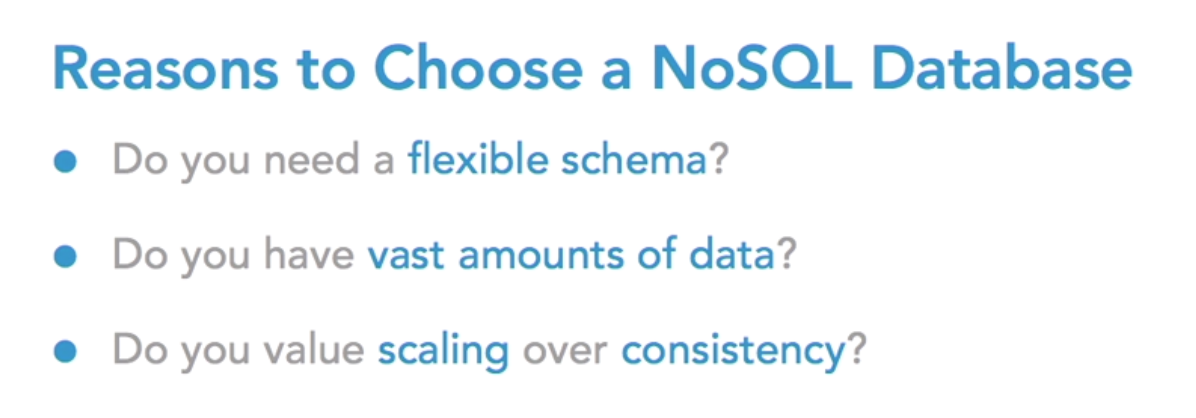 Reasons to Choose a NoSQL Database
• Do you need a flexible schema?
• Do you have vast amounts of data?
• Do you value scaling over consistency?